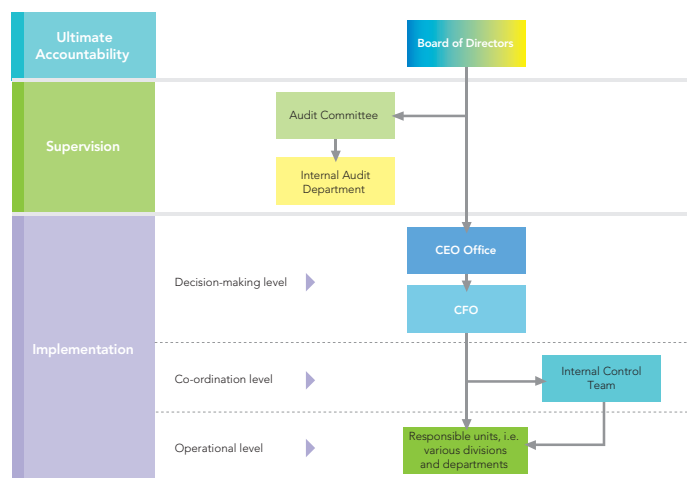 Ultimate
Accountability
Board of Directors
Supervision
Audit Committee
Internal Audit
Department
Implementation
Decision-making level
CEO Office
CFO
Co-ordination level
Internal Control
Team
Operational level
Responsible units, i.e.
various divisions
and departments